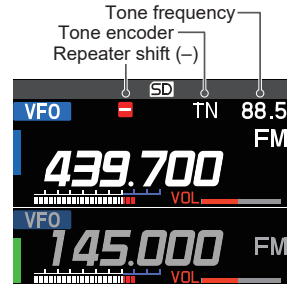 Tone frequency
Tone encoder
Repeater shift (–)
SD
VFO – TN 88.5
FM
439.700
VOL
VFO
145.000 FM
VOL